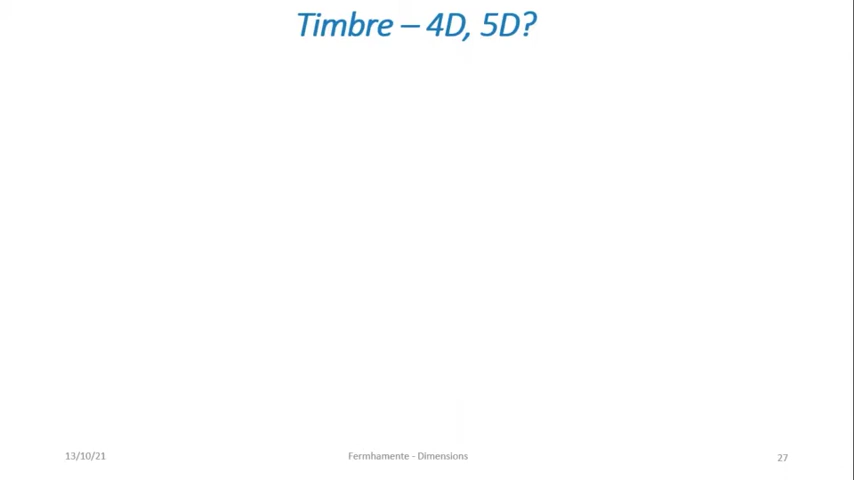 Timbre – 4D, 5D?
13/10/21
Fermhamente - Dimensions
27